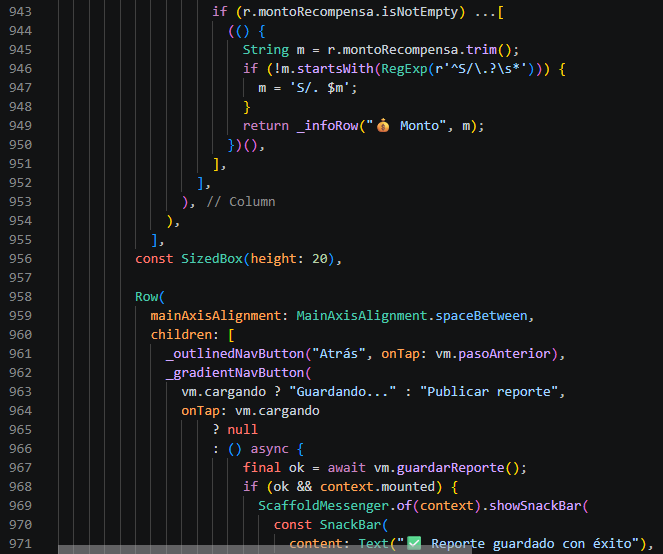 943 if (r.montoRecompensa.isNotEmpty) ...[
944 (() {
945 String m = r.montoRecompensa.trim();
946 if (!m.startsWith(RegExp(r'^S/\.?\s*'))) {
947 m = 'S/. $m';
948 }
949 return _infoRow("💰 Monto", m);
950 })(),
951 ],
952 ],
953 ), // Column
954 ),
955 ],
956 const SizedBox(height: 20),
957
958 Row(
959 mainAxisAlignment: MainAxisAlignment.spaceBetween,
960 children: [
961 _outlinedNavButton("Atrás", onTap: vm.pasoAnterior),
962 _gradientNavButton(
963 vm.cargando ? "Guardando..." : "Publicar reporte",
964 onTap: vm.cargando
965 ? null
966 : () async {
967 final ok = await vm.guardarReporte();
968 if (ok && context.mounted) {
969 ScaffoldMessenger.of(context).showSnackBar(
970 const SnackBar(
971 content: Text("✅ Reporte guardado con éxito"),